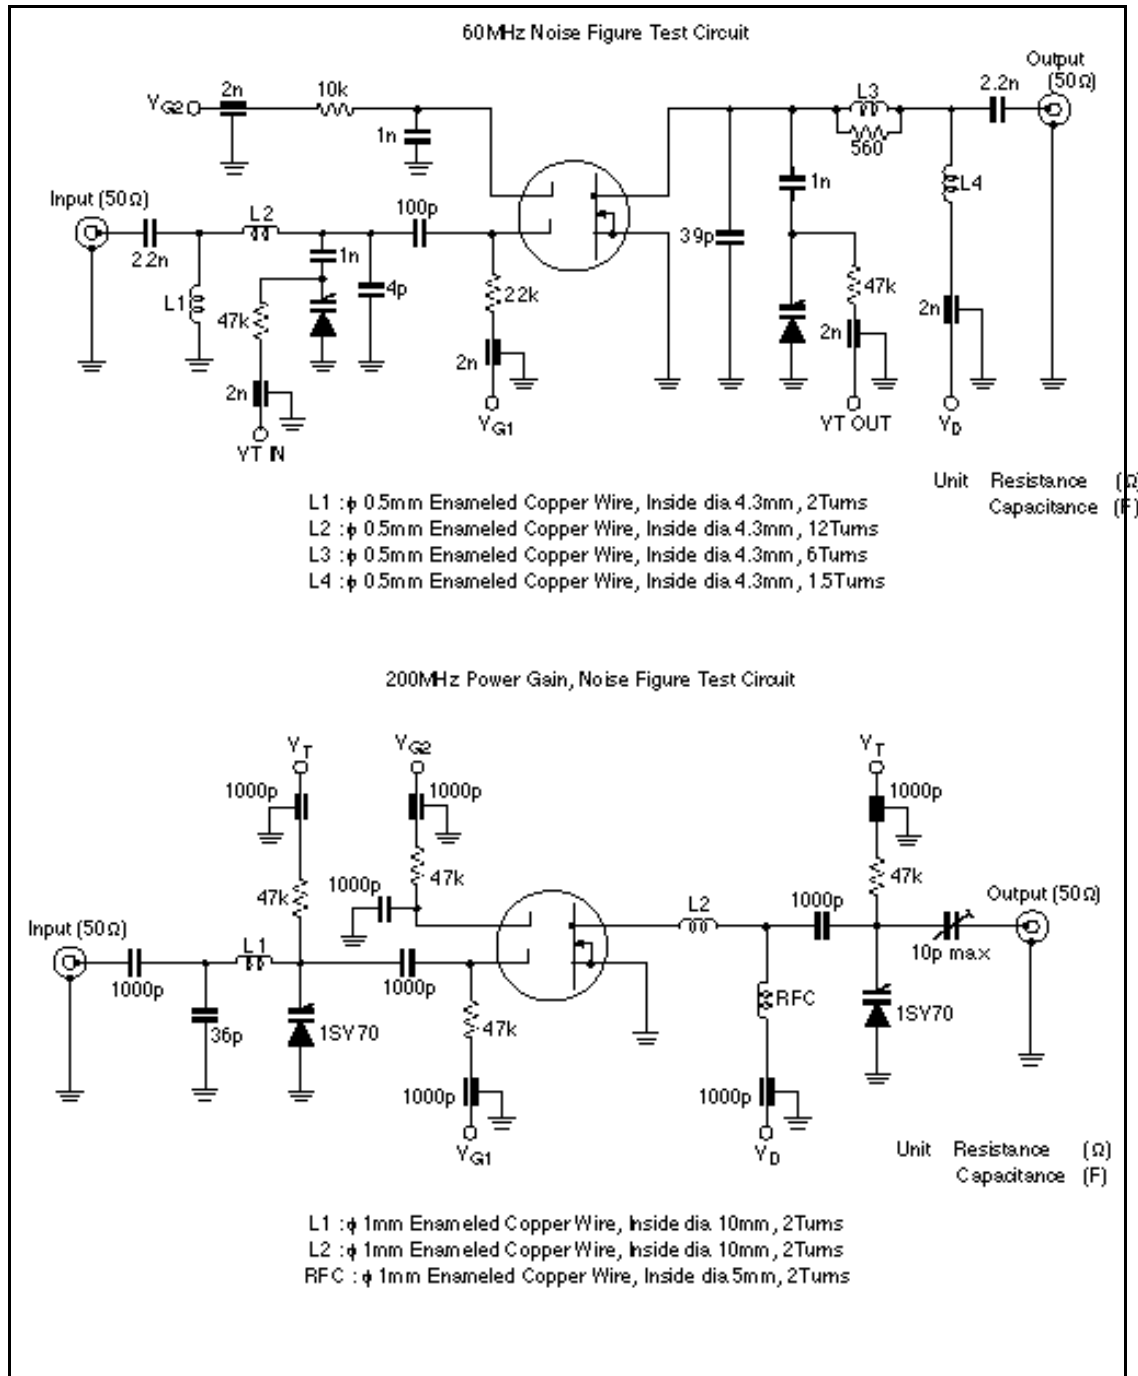 60MHz Noise Figure Test Circuit
Output
(50Ω)
VG2
2n
10k
1n
L3
560
2.2n
1n
L4
Input (50Ω)
2.2n
L2
L1
1n
47k
4p
100p
22k
39p
47k
2n
2n
2n
2n
VT IN
VG1
VT OUT
VD
Unit Resistance (Ω)
Capacitance (F)
L1 : ϕ 0.5mm Enameled Copper Wire, Inside dia 4.3mm, 2Turns
L2 : ϕ 0.5mm Enameled Copper Wire, Inside dia 4.3mm, 12Turns
L3 : ϕ 0.5mm Enameled Copper Wire, Inside dia 4.3mm, 6Turns
L4 : ϕ 0.5mm Enameled Copper Wire, Inside dia 4.3mm, 1.5Turns
200MHz Power Gain, Noise Figure Test Circuit
VT
VG2
VT
1000p
1000p
1000p
47k
1000p
47k
47k
Input (50Ω)
L1
1000p
36p
1SV70
1000p
47k
L2
1000p
RFC
10p max
Output (50Ω)
1SV70
1000p
1000p
VG1
VD
Unit Resistance (Ω)
Capacitance (F)
L1 : ϕ 1mm Enameled Copper Wire, Inside dia 10mm, 2Turns
L2 : ϕ 1mm Enameled Copper Wire, Inside dia 10mm, 2Turns
RFC : ϕ 1mm Enameled Copper Wire, Inside dia 5mm, 2Turns